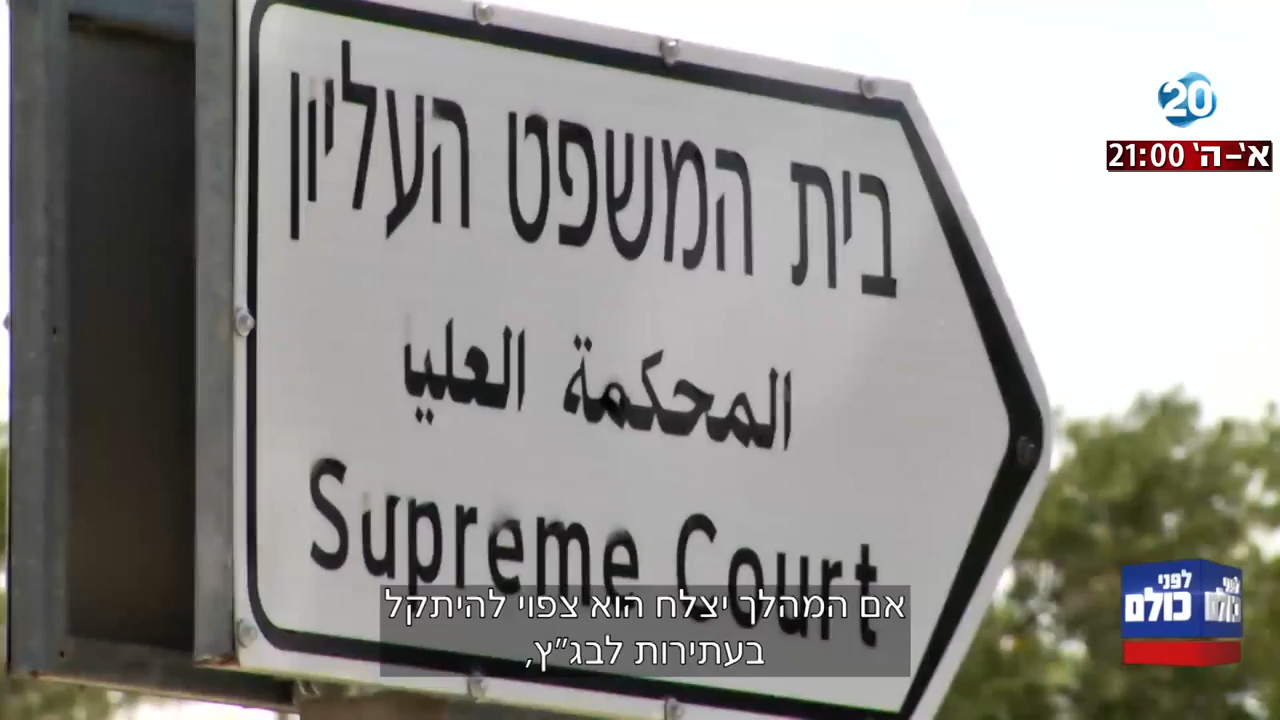 בית המשפט העליון
المحكمة العليا
Supreme Court
20
א'-ה' 21:00
לפני
כולם
אם המהלך יצלח הוא צפוי להיתקל
בעתירות לבג״ץ,